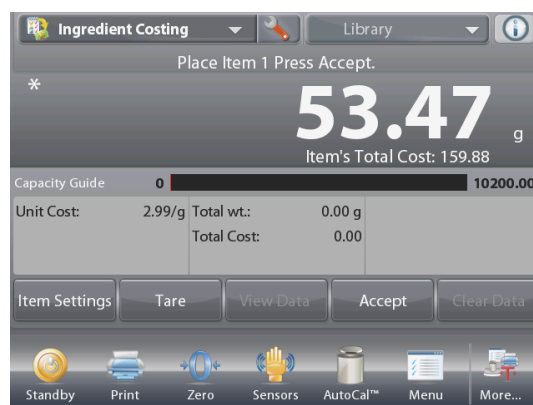 Ingredient Costing
Library
Place Item 1 Press Accept.
*
53.47 g
Item's Total Cost: 159.88
Capacity Guide 0 10200.00
Unit Cost: 2.99/g Total wt.: 0.00 g
Total Cost: 0.00
Item Settings Tare View Data Accept Clear Data
Standby Print Zero Sensors AutoCal™ Menu More...